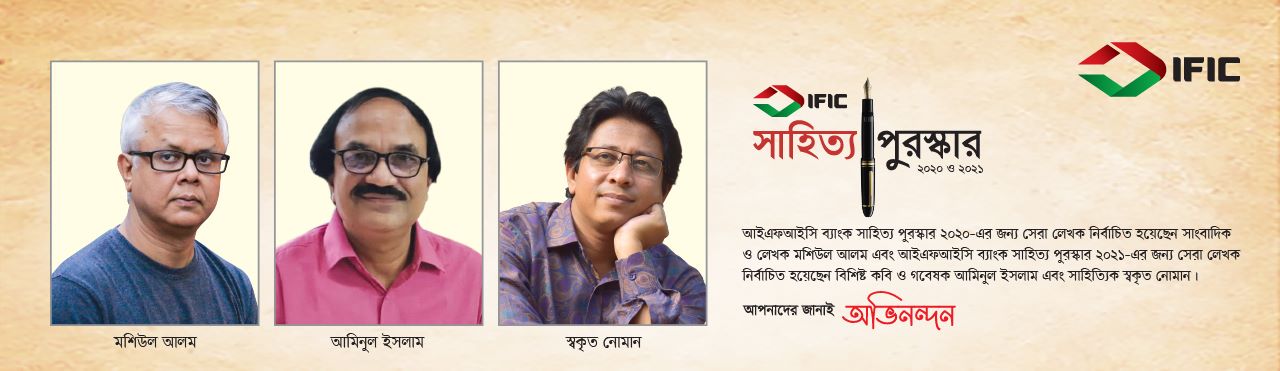 মশিউল আলম
আমিনুল ইসলাম
স্বকৃত নোমান
IFIC
IFIC
সাহিত্য পুরস্কার
২০২০ ও ২০২১
আইএফআইসি ব্যাংক সাহিত্য পুরস্কার ২০২০-এর জন্য সেরা লেখক নির্বাচিত হয়েছেন সাংবাদিক
ও লেখক মশিউল আলম এবং আইএফআইসি ব্যাংক সাহিত্য পুরস্কার ২০২১-এর জন্য সেরা লেখক
নির্বাচিত হয়েছেন বিশিষ্ট কবি ও গবেষক আমিনুল ইসলাম এবং সাহিত্যিক স্বকৃত নোমান।
আপনাদের জানাই অভিনন্দন